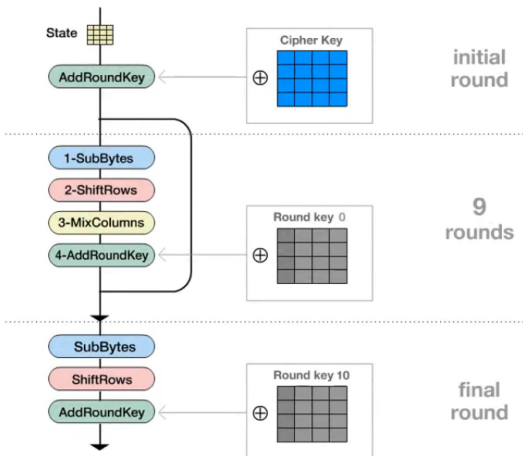 State
AddRoundKey
Cipher Key
⊕
initial
round
1-SubBytes
2-ShiftRows
3-MixColumns
4-AddRoundKey
Round key 0
⊕
9
rounds
SubBytes
ShiftRows
AddRoundKey
Round key 10
⊕
final
round